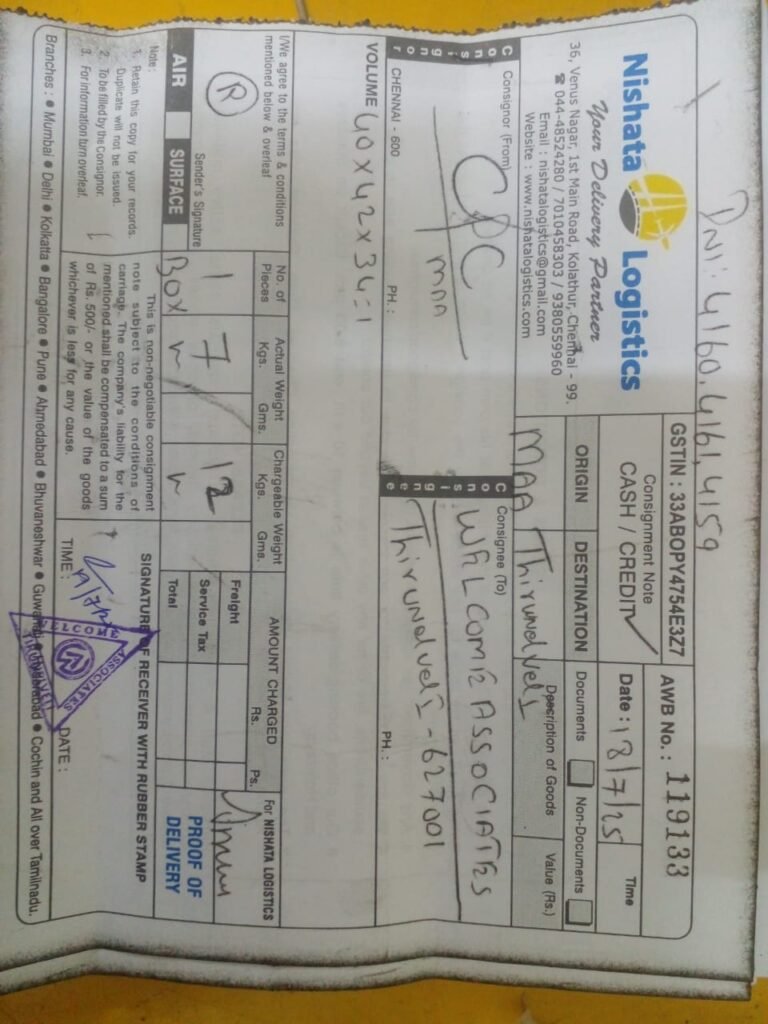 DNI: 4160, 4161, 4159
Nishata Logistics
Your Delivery Partner
36, Venus Nagar, 1st Main Road, Kolathur, Chennai - 99.
☎ 044-48524280 / 7010458303 / 9380559960
Email : nishatalogistics@gmail.com
Website : www.nishatalogistics.com
GSTIN : 33ABOPY4754E3Z7
Consignment Note
CASH / CREDIT
AWB No. : 119133
Date : 18/7/25
Time
ORIGIN
DESTINATION
Documents
Non-Documents
MAA
Thirunelveli
Description of Goods
Value (Rs.)
Consignor
Consignor (From)
CPC
MAA
CHENNAI - 600
PH. :
Consignee
Consignee (To)
WELCOME ASSOCIATES
Thirunelveli - 627001
PH. :
VOLUME 40 x 42 x 34 = 1
I/We agree to the terms & conditions
mentioned below & overleaf
R
Sender's Signature
AIR
SURFACE
No. of
Pieces
Actual Weight
Kgs.
Gms.
Chargeable Weight
Kgs.
Gms.
1
Box
7
12
AMOUNT CHARGED
Rs.
Ps.
Freight
Service Tax
Total
For NISHATA LOGISTICS
PROOF OF
DELIVERY
Note :
1. Retain this copy for your records.
Duplicate will not be issued.
2. To be filled by the Consignor.
3. For information turn overleaf.
This is non-negotiable consignment
note subject to the conditions of
carriage. The company's liability for the
mentioned shall be compensated to a sum
of Rs. 500/- or the value of the goods
whichever is less for any cause.
SIGNATURE OF RECEIVER WITH RUBBER STAMP
TIME :
DATE :
WELCOME
ASSOCIATES
TIRUNELVELI
Branches : ● Mumbai ● Delhi ● Kolkatta ● Bangalore ● Pune ● Ahmedabad ● Bhuvaneshwar ● Guwahati ● Hyderabad ● Cochin and All over Tamilnadu.